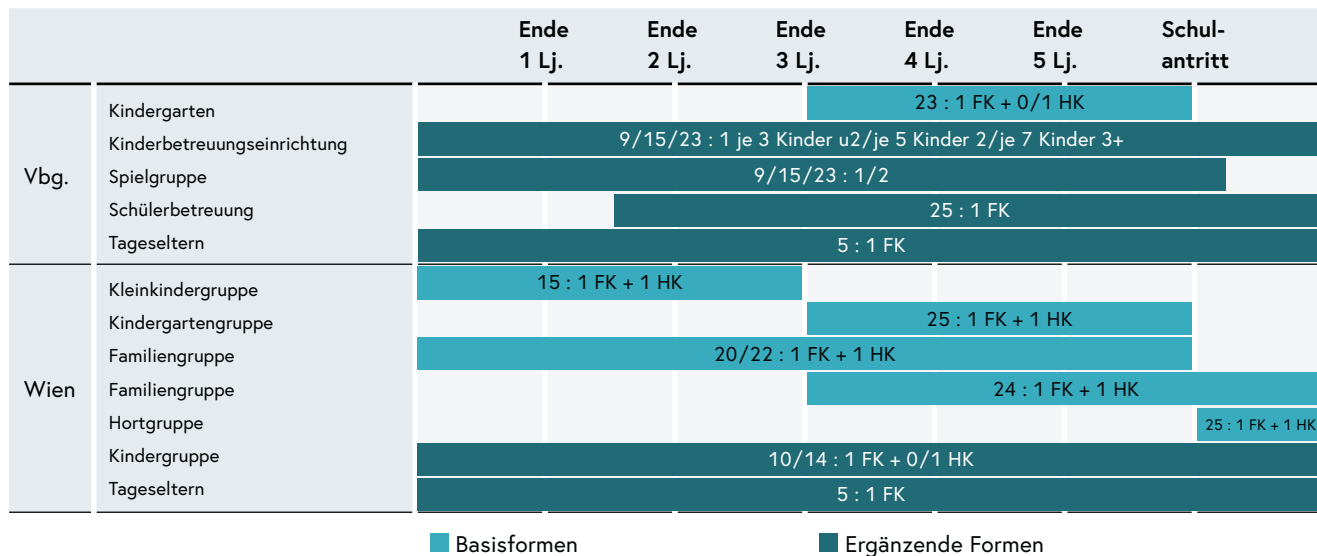 Ende Ende Ende Ende Ende Schul-
1 Lj. 2 Lj. 3 Lj. 4 Lj. 5 Lj. antritt
Vbg.
Kindergarten 23 : 1 FK + 0/1 HK
Kinderbetreuungseinrichtung 9/15/23 : 1 je 3 Kinder u2/je 5 Kinder 2/je 7 Kinder 3+
Spielgruppe 9/15/23 : 1/2
Schülerbetreuung 25 : 1 FK
Tageseltern 5 : 1 FK
Wien
Kleinkindergruppe 15 : 1 FK + 1 HK
Kindergartengruppe 25 : 1 FK + 1 HK
Familiengruppe 20/22 : 1 FK + 1 HK
Familiengruppe 24 : 1 FK + 1 HK
Hortgruppe 25 : 1 FK + 1 HK
Kindergruppe 10/14 : 1 FK + 0/1 HK
Tageseltern 5 : 1 FK
Basisformen Ergänzende Formen